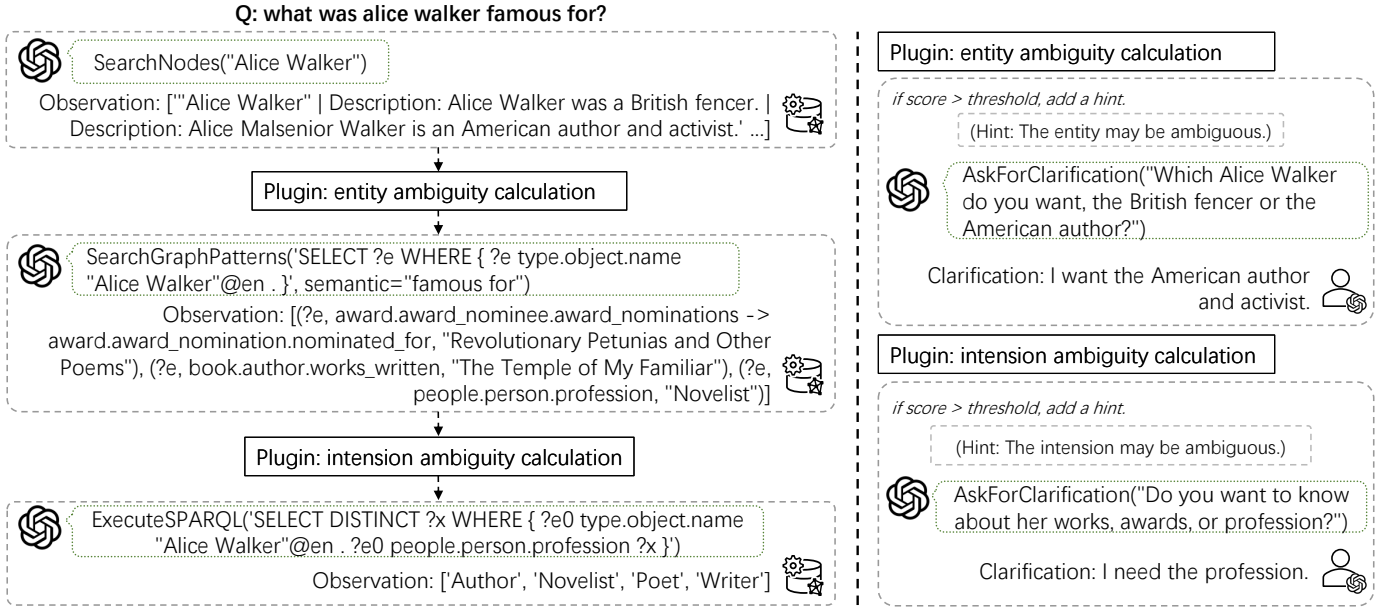 Q: what was alice walker famous for?
SearchNodes("Alice Walker")
Observation: ['"Alice Walker" | Description: Alice Walker was a British fencer. |
Description: Alice Malsenior Walker is an American author and activist.' ...]
Plugin: entity ambiguity calculation
SearchGraphPatterns('SELECT ?e WHERE { ?e type.object.name
"Alice Walker"@en . }', semantic="famous for")
Observation: [(?e, award.award_nominee.award_nominations ->
award.award_nomination.nominated_for, "Revolutionary Petunias and Other
Poems"), (?e, book.author.works_written, "The Temple of My Familiar"), (?e,
people.person.profession, "Novelist")]
Plugin: intension ambiguity calculation
ExecuteSPARQL('SELECT DISTINCT ?x WHERE { ?e0 type.object.name
"Alice Walker"@en . ?e0 people.person.profession ?x }')
Observation: ['Author', 'Novelist', 'Poet', 'Writer']
Plugin: entity ambiguity calculation
if score > threshold, add a hint.
(Hint: The entity may be ambiguous.)
AskForClarification("Which Alice Walker
do you want, the British fencer or the
American author?")
Clarification: I want the American author
and activist.
Plugin: intension ambiguity calculation
if score > threshold, add a hint.
(Hint: The intension may be ambiguous.)
AskForClarification("Do you want to know
about her works, awards, or profession?")
Clarification: I need the profession.